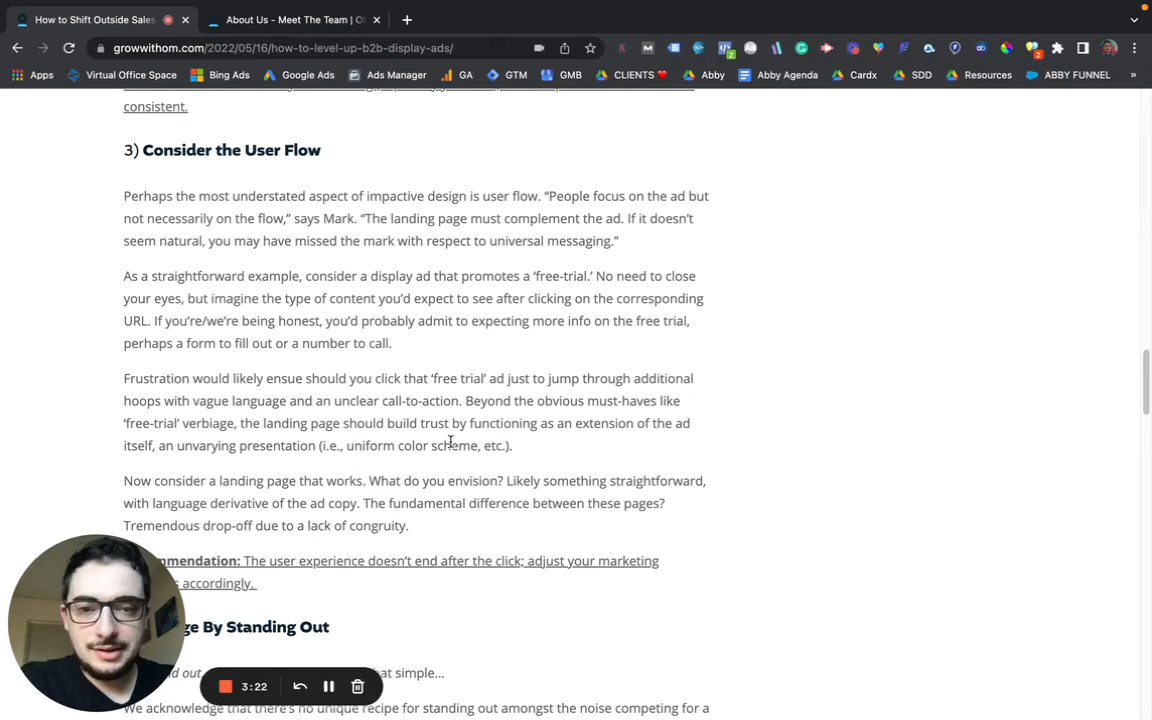 How to Shift Outside Sales
About Us - Meet The Team | O
growwithom.com/2022/05/16/how-to-level-up-b2b-display-ads/
Apps
Virtual Office Space
Bing Ads
Google Ads
Ads Manager
GA
GTM
GMB
CLIENTS
Abby
Abby Agenda
Cardx
SDD
Resources
ABBY FUNNEL
consistent.
3) Consider the User Flow
Perhaps the most understated aspect of impactive design is user flow. “People focus on the ad but
not necessarily on the flow,” says Mark. “The landing page must complement the ad. If it doesn’t
seem natural, you may have missed the mark with respect to universal messaging.”
As a straightforward example, consider a display ad that promotes a ‘free-trial.’ No need to close
your eyes, but imagine the type of content you’d expect to see after clicking on the corresponding
URL. If you’re/we’re being honest, you’d probably admit to expecting more info on the free trial,
perhaps a form to fill out or a number to call.
Frustration would likely ensue should you click that ‘free trial’ ad just to jump through additional
hoops with vague language and an unclear call-to-action. Beyond the obvious must-haves like
‘free-trial’ verbiage, the landing page should build trust by functioning as an extension of the ad
itself, an unvarying presentation (i.e., uniform color scheme, etc.).
Now consider a landing page that works. What do you envision? Likely something straightforward,
with language derivative of the ad copy. The fundamental difference between these pages?
Tremendous drop-off due to a lack of congruity.
mmendation: The user experience doesn’t end after the click; adjust your marketing
s accordingly.
ge By Standing Out
d out.
at simple…
3:22
We acknowledge that there’s no unique recipe for standing out amongst the noise competing for a